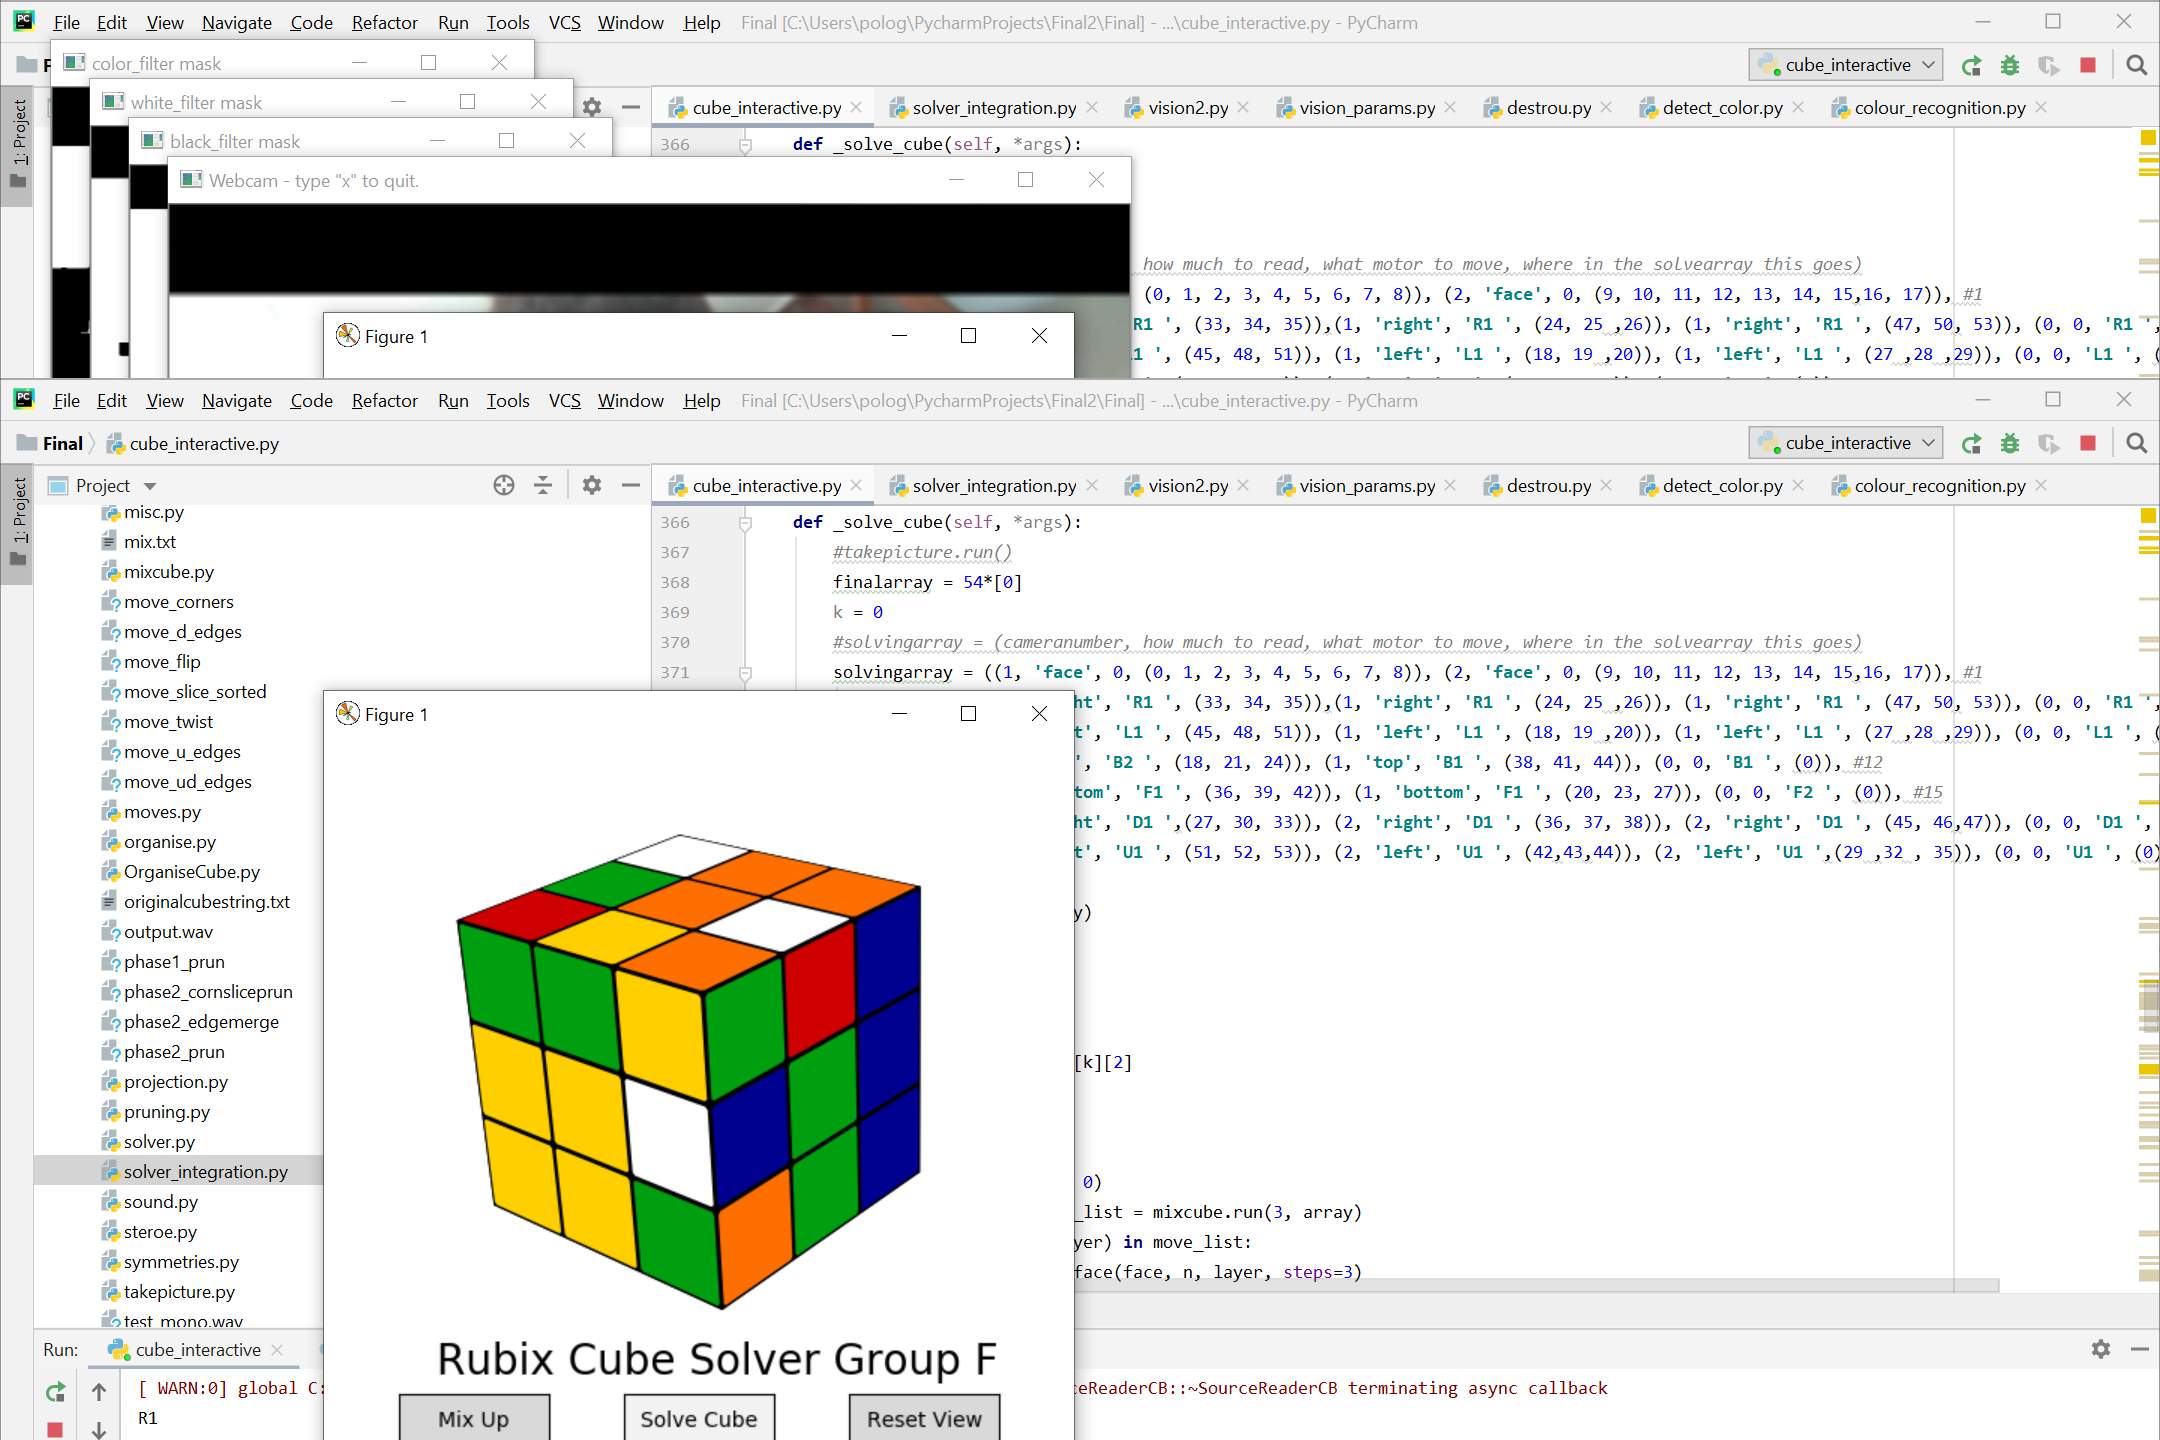 File Edit View Navigate Code Refactor Run Tools VCS Window Help Final [C:\Users\polog\PycharmProjects\Final2\Final] - ...\cube_interactive.py - PyCharm
color_filter mask
cube_interactive
white_filter mask
1: Project
cube_interactive.py solver_integration.py vision2.py vision_params.py destrou.py detect_color.py colour_recognition.py
black_filter mask
366 def _solve_cube(self, *args):
Webcam - type "x" to quit.
how much to read, what motor to move, where in the solvearray this goes)
(0, 1, 2, 3, 4, 5, 6, 7, 8)), (2, 'face', 0, (9, 10, 11, 12, 13, 14, 15,16, 17)), #1
R1 ', (33, 34, 35)),(1, 'right', 'R1 ', (24, 25 ,26)), (1, 'right', 'R1 ', (47, 50, 53)), (0, 0, 'R1 ',
Figure 1
1 ', (45, 48, 51)), (1, 'left', 'L1 ', (18, 19 ,20)), (1, 'left', 'L1 ', (27 ,28 ,29)), (0, 0, 'L1 ', (
File Edit View Navigate Code Refactor Run Tools VCS Window Help Final [C:\Users\polog\PycharmProjects\Final2\Final] - ...\cube_interactive.py - PyCharm
Final cube_interactive.py
cube_interactive
1: Project
Project
cube_interactive.py solver_integration.py vision2.py vision_params.py destrou.py detect_color.py colour_recognition.py
misc.py
mix.txt
mixcube.py
move_corners
move_d_edges
move_flip
move_slice_sorted
move_twist
move_u_edges
move_ud_edges
moves.py
organise.py
OrganiseCube.py
originalcubestring.txt
output.wav
phase1_prun
phase2_cornsliceprun
phase2_edgemerge
phase2_prun
projection.py
pruning.py
solver.py
solver_integration.py
sound.py
steroe.py
symmetries.py
takepicture.py
test_mono.wav
366 def _solve_cube(self, *args):
367 #takepicture.run()
368 finalarray = 54*[0]
369 k = 0
370 #solvingarray = (cameranumber, how much to read, what motor to move, where in the solvearray this goes)
371 solvingarray = ((1, 'face', 0, (0, 1, 2, 3, 4, 5, 6, 7, 8)), (2, 'face', 0, (9, 10, 11, 12, 13, 14, 15,16, 17)), #1
ht', 'R1 ', (33, 34, 35)),(1, 'right', 'R1 ', (24, 25 ,26)), (1, 'right', 'R1 ', (47, 50, 53)), (0, 0, 'R1 ',
t', 'L1 ', (45, 48, 51)), (1, 'left', 'L1 ', (18, 19 ,20)), (1, 'left', 'L1 ', (27 ,28 ,29)), (0, 0, 'L1 ', (
', 'B2 ', (18, 21, 24)), (1, 'top', 'B1 ', (38, 41, 44)), (0, 0, 'B1 ', (0)), #12
tom', 'F1 ', (36, 39, 42)), (1, 'bottom', 'F1 ', (20, 23, 27)), (0, 0, 'F2 ', (0)), #15
ht', 'D1 ',(27, 30, 33)), (2, 'right', 'D1 ', (36, 37, 38)), (2, 'right', 'D1 ', (45, 46,47)), (0, 0, 'D1 ',
t', 'U1 ', (51, 52, 53)), (2, 'left', 'U1 ', (42,43,44)), (2, 'left', 'U1 ',(29 ,32 , 35)), (0, 0, 'U1 ', (0)
y)
[k][2]
0)
_list = mixcube.run(3, array)
yer) in move_list:
face(face, n, layer, steps=3)
Figure 1
Rubix Cube Solver Group F
Mix Up Solve Cube Reset View
Run: cube_interactive
[ WARN:0] global C: ceReaderCB::~SourceReaderCB terminating async callback
R1